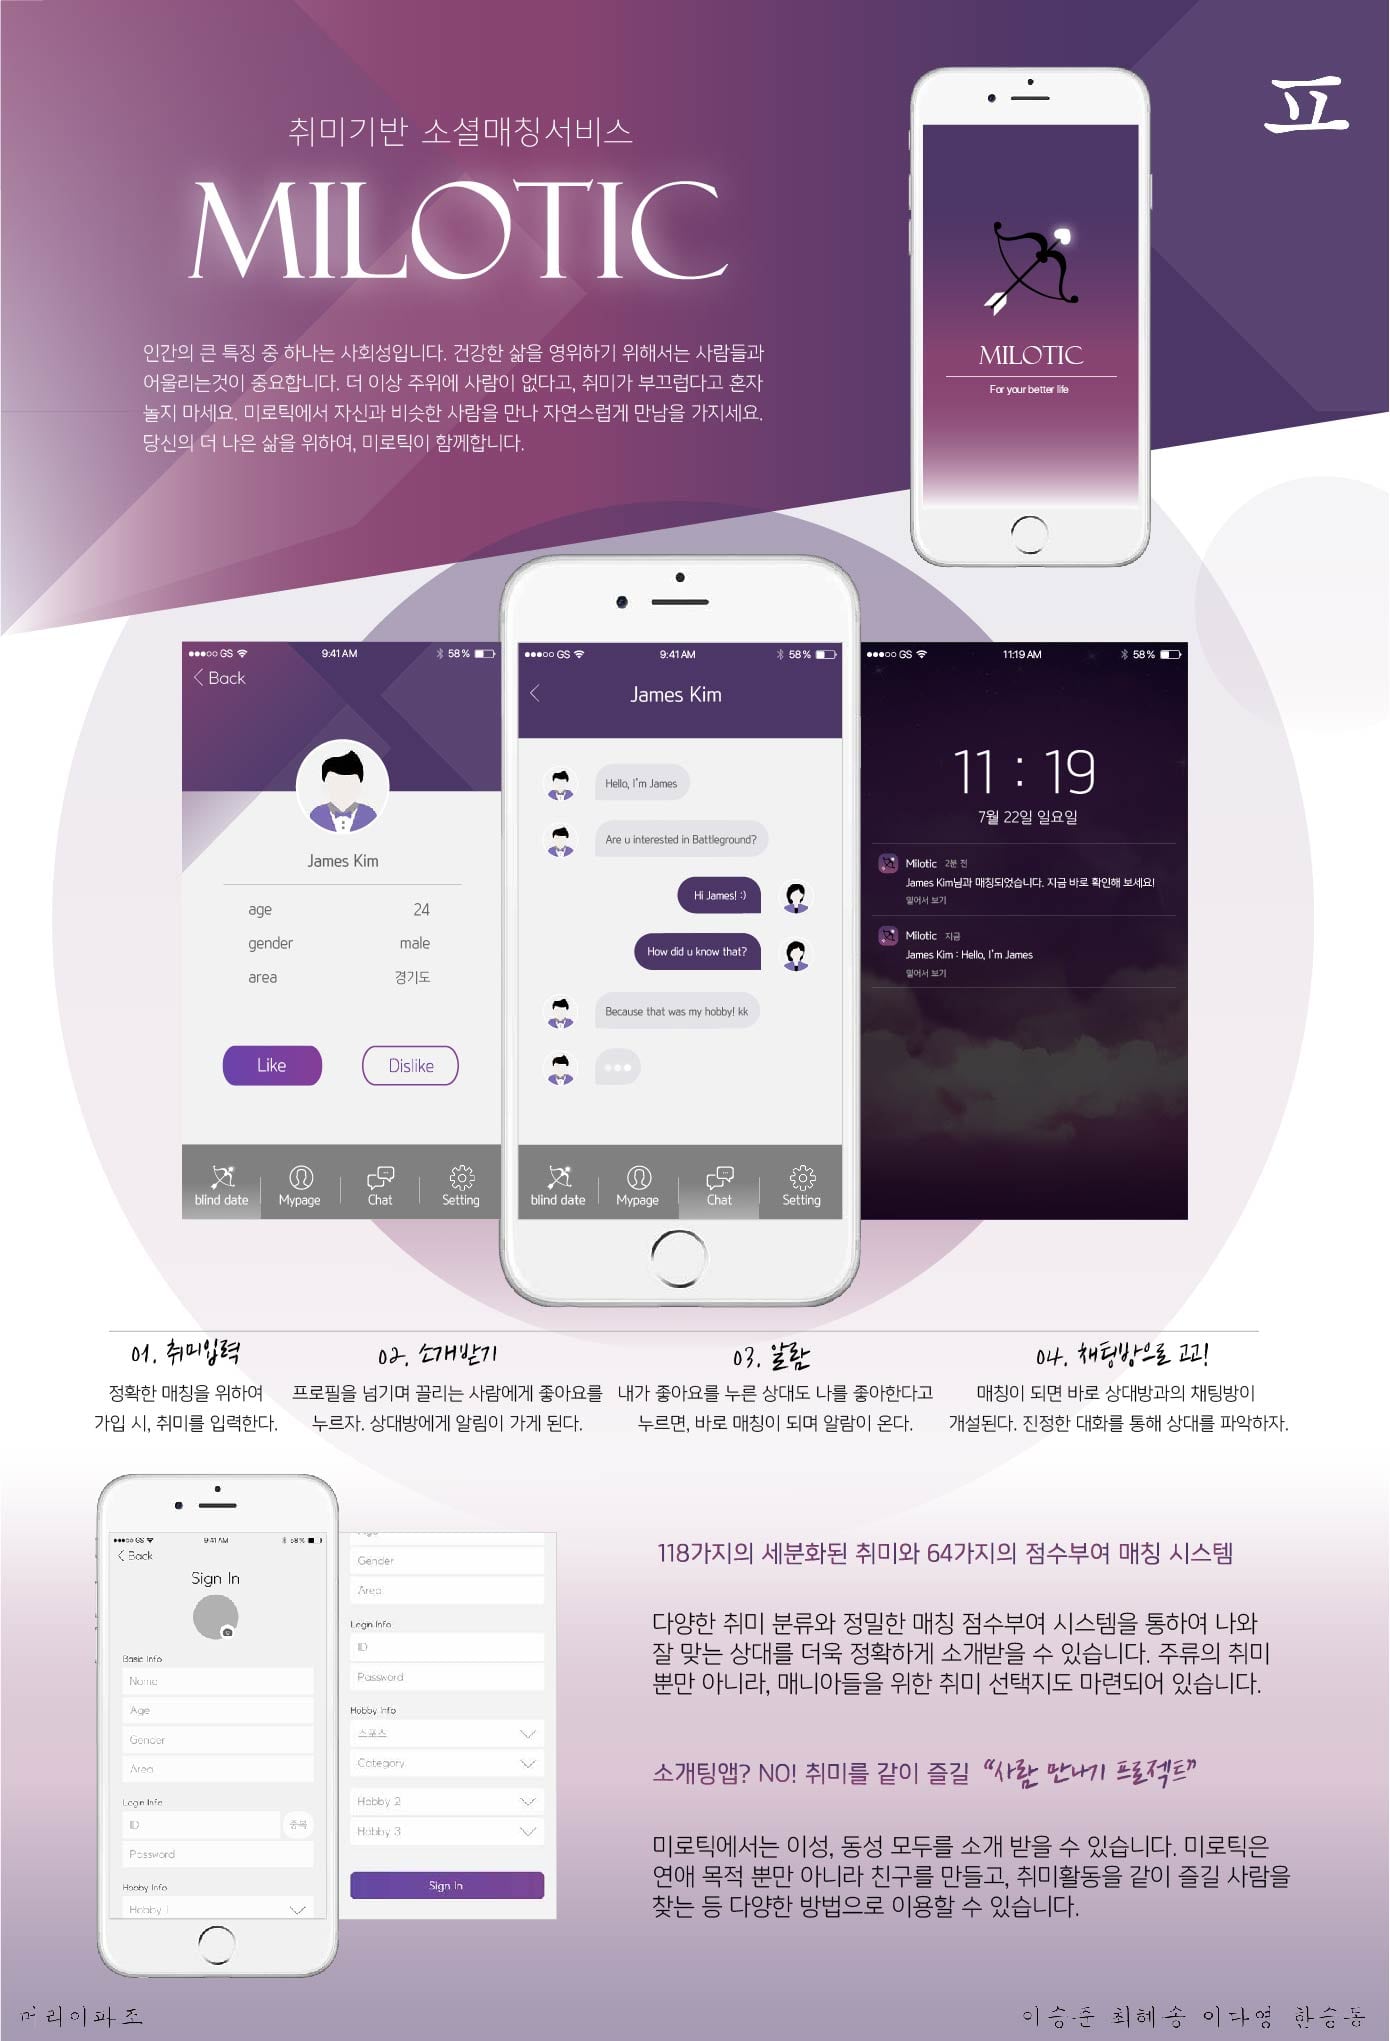 취미기반 소셜매칭서비스
프
MILOTIC
인간의 큰 특징 중 하나는 사회성입니다. 건강한 삶을 영위하기 위해서는 사람들과
어울리는것이 중요합니다. 더 이상 주위에 사람이 없다고, 취미가 부끄럽다고 혼자
놀지 마세요. 미로틱에서 자신과 비슷한 사람을 만나 자연스럽게 만남을 가지세요.
당신의 더 나은 삶을 위하여, 미로틱이 함께합니다.
MILOTIC
For your better life
GS 9:41 AM 58 %
Back
James Kim
age 24
gender male
area 경기도
Like Dislike
blind date Mypage Chat Setting
GS 9:41 AM 58 %
James Kim
Hello, I'm James
Are u interested in Battleground?
Hi James! :)
How did u know that?
Because that was my hobby! kk
blind date Mypage Chat Setting
GS 11:19 AM 58 %
11 : 19
7월 22일 일요일
Milotic 2분 전
James Kim님과 매칭되었습니다. 지금 바로 확인해 보세요!
밀어서 보기
Milotic 지금
James Kim : Hello, I'm James
밀어서 보기
01. 취미입력
정확한 매칭을 위하여
가입 시, 취미를 입력한다.
02. 소개받기
프로필을 넘기며 끌리는 사람에게 좋아요를
누르자. 상대방에게 알림이 가게 된다.
03. 알람
내가 좋아요를 누른 상대도 나를 좋아한다고
누르면, 바로 매칭이 되며 알람이 온다.
04. 채팅방으로 고고!
매칭이 되면 바로 상대방과의 채팅방이
개설된다. 진정한 대화를 통해 상대를 파악하자.
GS 9:41 AM 58 %
Back
Sign In
Basic Info
Name
Age
Gender
Area
Login Info
ID 중복
Password
Hobby Info
Hobby 1
Gender
Area
Login Info
ID
Password
Hobby Info
스포츠
Category
Hobby 2
Hobby 3
Sign In
118가지의 세분화된 취미와 64가지의 점수부여 매칭 시스템
다양한 취미 분류와 정밀한 매칭 점수부여 시스템을 통하여 나와
잘 맞는 상대를 더욱 정확하게 소개받을 수 있습니다. 주류의 취미
뿐만 아니라, 매니아들을 위한 취미 선택지도 마련되어 있습니다.
소개팅앱? NO! 취미를 같이 즐길 “사람 만나기 프로젝트”
미로틱에서는 이성, 동성 모두를 소개 받을 수 있습니다. 미로틱은
연애 목적 뿐만 아니라 친구를 만들고, 취미활동을 같이 즐길 사람을
찾는 등 다양한 방법으로 이용할 수 있습니다.
머리이파조
이승준 최혜송 이다영 한승동